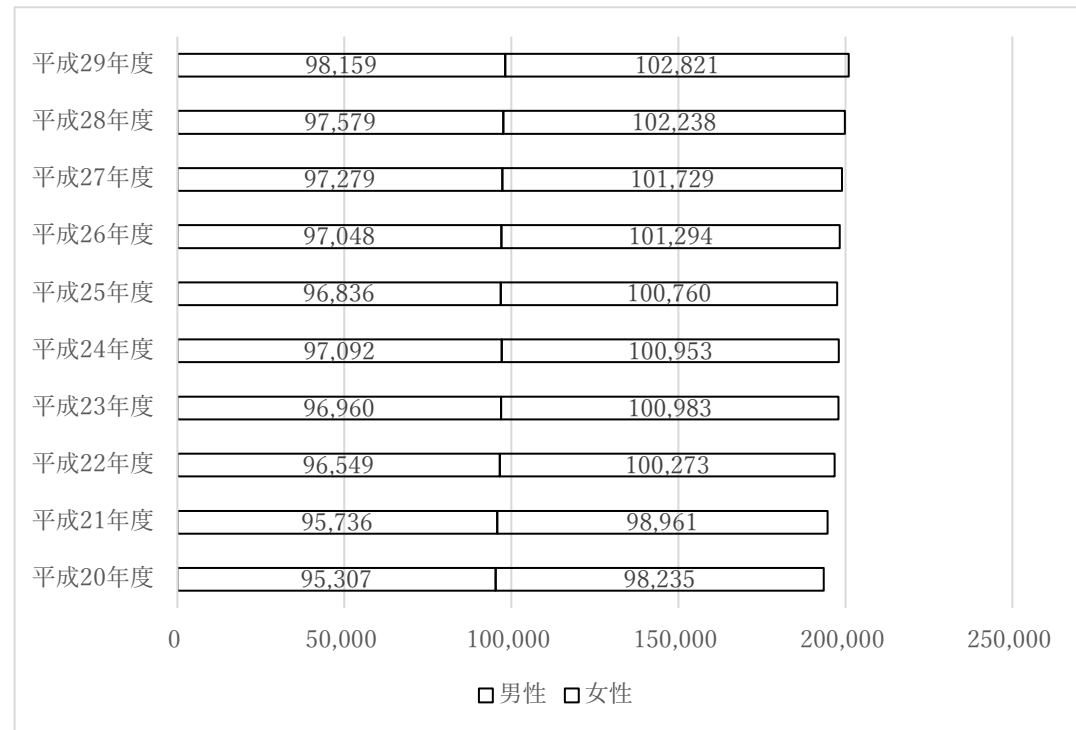 平成29年度 98,159 102,821
平成28年度 97,579 102,238
平成27年度 97,279 101,729
平成26年度 97,048 101,294
平成25年度 96,836 100,760
平成24年度 97,092 100,953
平成23年度 96,960 100,983
平成22年度 96,549 100,273
平成21年度 95,736 98,961
平成20年度 95,307 98,235
0 50,000 100,000 150,000 200,000 250,000
男性 女性